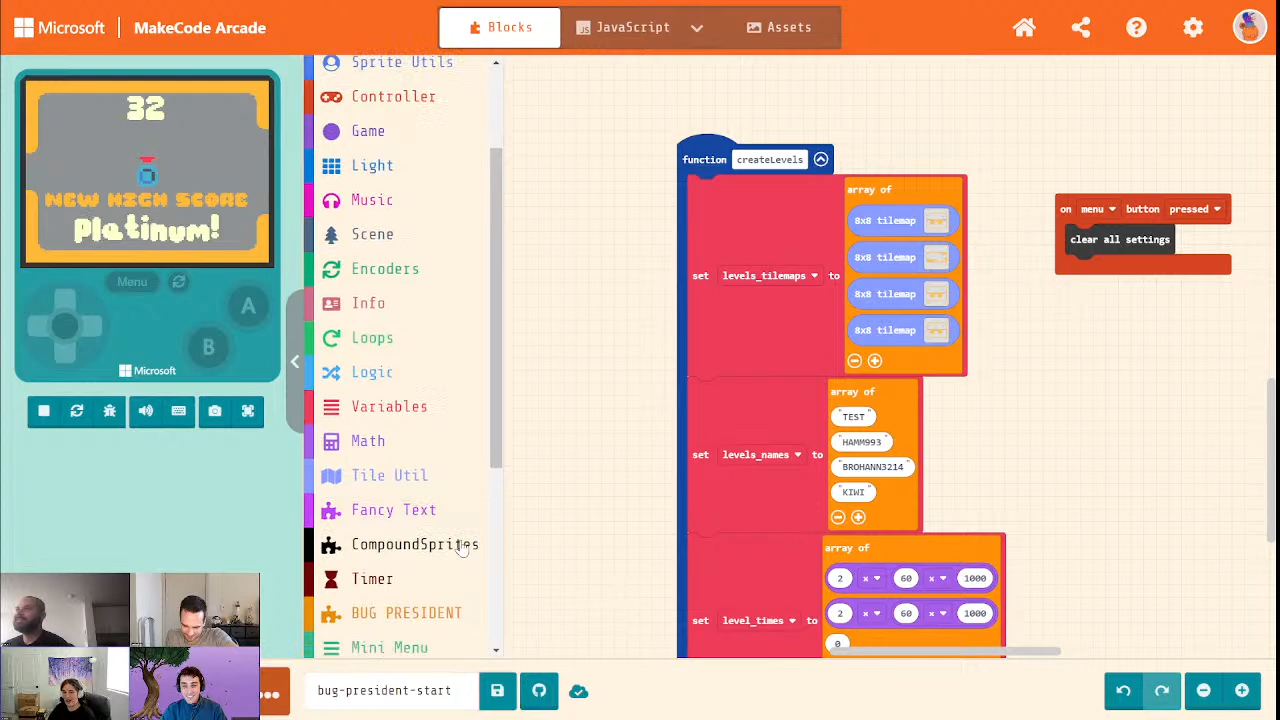 Microsoft
MakeCode Arcade
Blocks
JavaScript
Assets
32
NEW HIGH SCORE
Platinum!
Menu
A
B
Microsoft
Sprite Utils
Controller
Game
Light
Music
Scene
Encoders
Info
Loops
Logic
Variables
Math
Tile Util
Fancy Text
CompoundSprites
Timer
BUG PRESIDENT
Mini Menu
function createLevels
set levels_tilemaps to
array of
8x8 tilemap
8x8 tilemap
8x8 tilemap
8x8 tilemap
set levels_names to
array of
"TEST"
"HAMM993"
"BROHANN3214"
"KIWI"
set level_times to
array of
2 x 60 x 1000
2 x 60 x 1000
0
on menu button pressed
clear all settings
bug-president-start